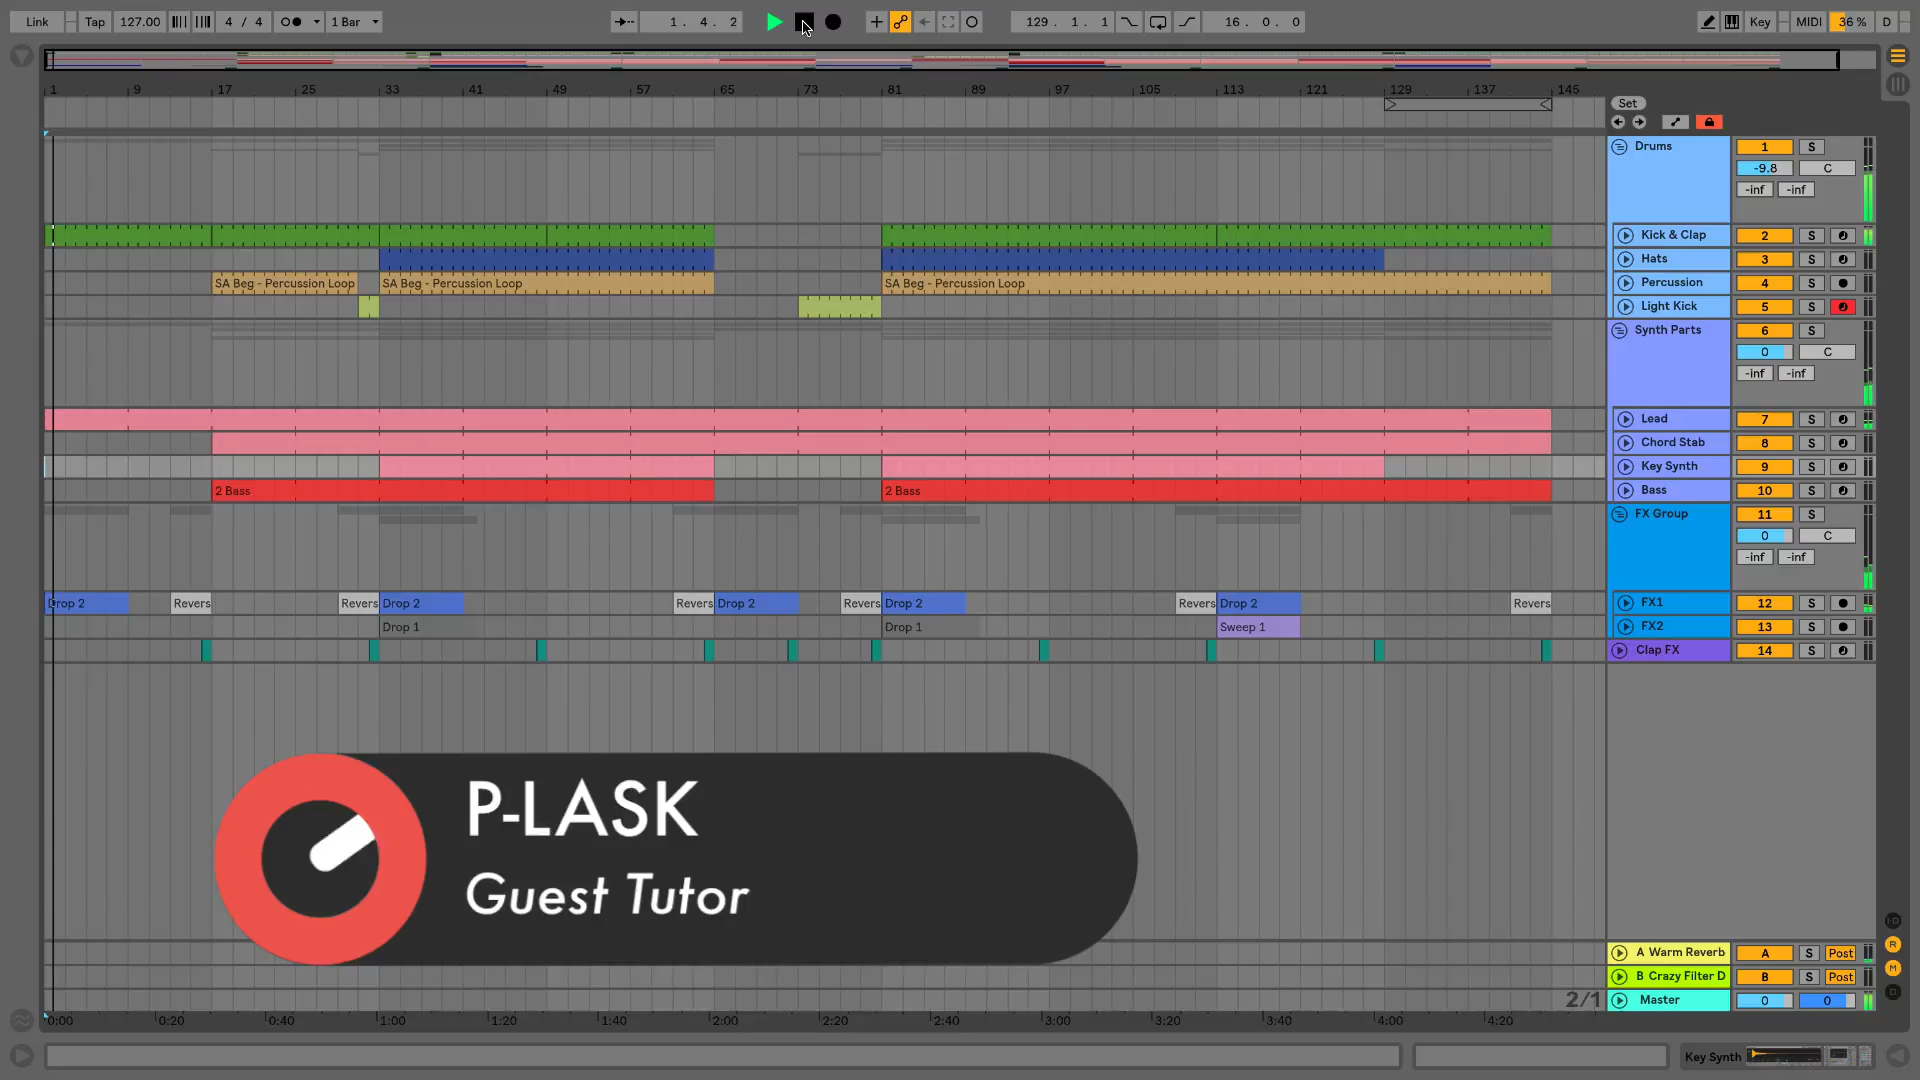 Link Tap 127.00 4 / 4 1 Bar 1. 4. 2 129. 1. 1 16. 0. 0 Key MIDI 36 % D
1 9 17 25 33 41 49 57 65 73 81 89 97 105 113 121 129 137 145
Set
Drums 1 S
-9.8 C
-inf -inf
Kick & Clap 2 S
Hats 3 S
SA Beg - Percussion Loop SA Beg - Percussion Loop SA Beg - Percussion Loop Percussion 4 S
Light Kick 5 S
Synth Parts 6 S
0 C
-inf -inf
Lead 7 S
Chord Stab 8 S
Key Synth 9 S
2 Bass 2 Bass Bass 10 S
FX Group 11 S
0 C
-inf -inf
Drop 2 Revers Revers Drop 2 Revers Drop 2 Revers Drop 2 Revers Drop 2 Revers FX1 12 S
Drop 1 Drop 1 Sweep 1 FX2 13 S
Clap FX 14 S
P-LASK
Guest Tutor
A Warm Reverb A S Post
B Crazy Filter D B S Post
2/1 Master 0 0
0:00 0:20 0:40 1:00 1:20 1:40 2:00 2:20 2:40 3:00 3:20 3:40 4:00 4:20
Key Synth